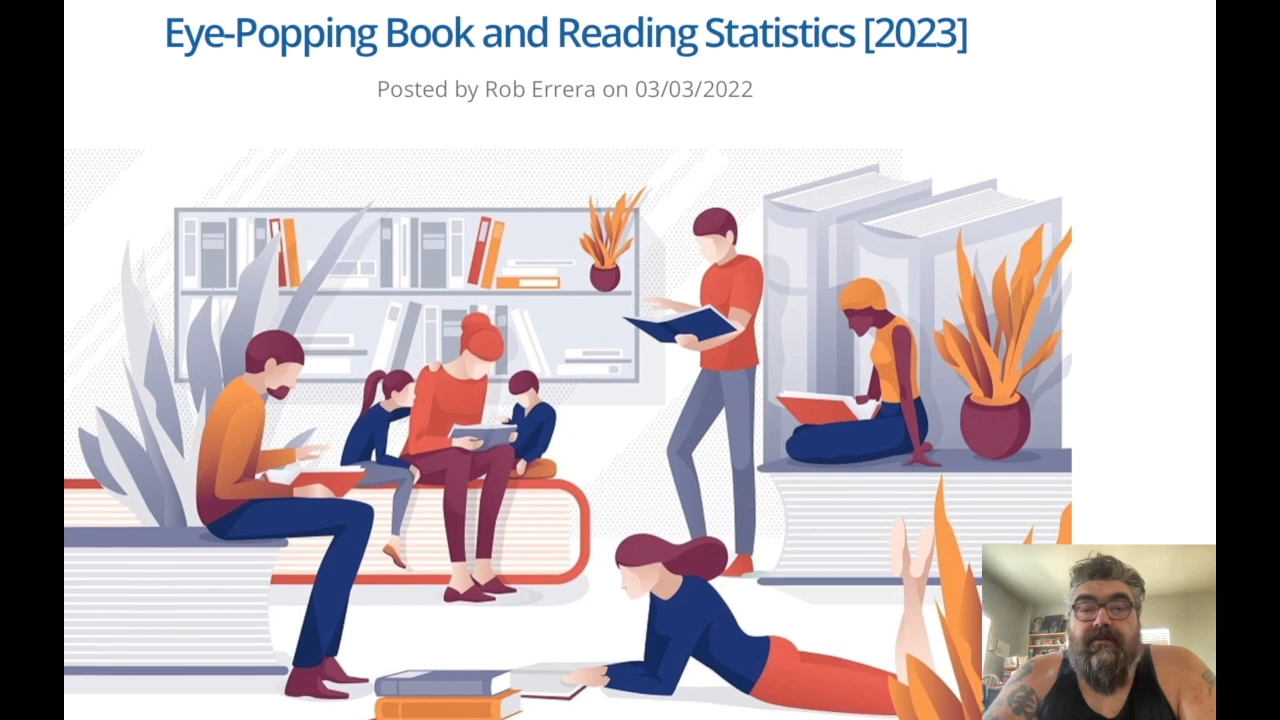 Eye-Popping Book and Reading Statistics [2023]
Posted by Rob Errera on 03/03/2022